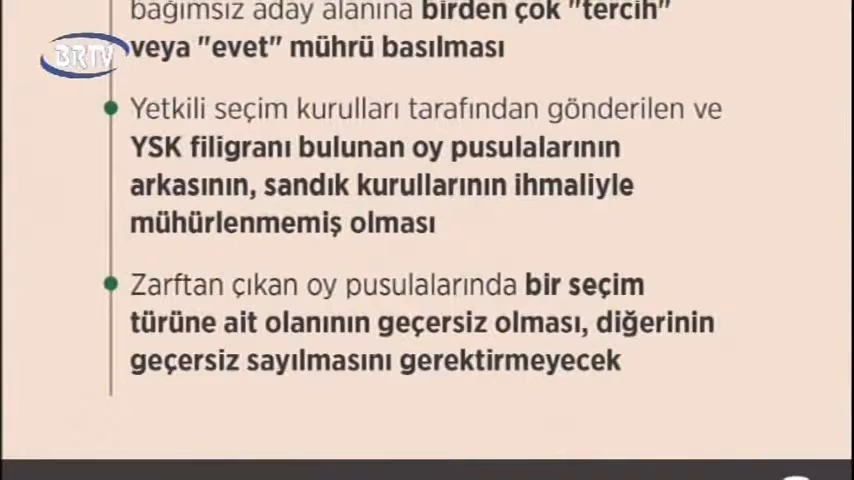 bağımsız aday alanına birden çok "tercih"
veya "evet" mührü basılması
BRTV
Yetkili seçim kurulları tarafından gönderilen ve
YSK filigranı bulunan oy pusulalarının
arkasının, sandık kurullarının ihmaliyle
mühürlenmemiş olması
Zarftan çıkan oy pusulalarında bir seçim
türüne ait olanının geçersiz olması, diğerinin
geçersiz sayılmasını gerektirmeyecek